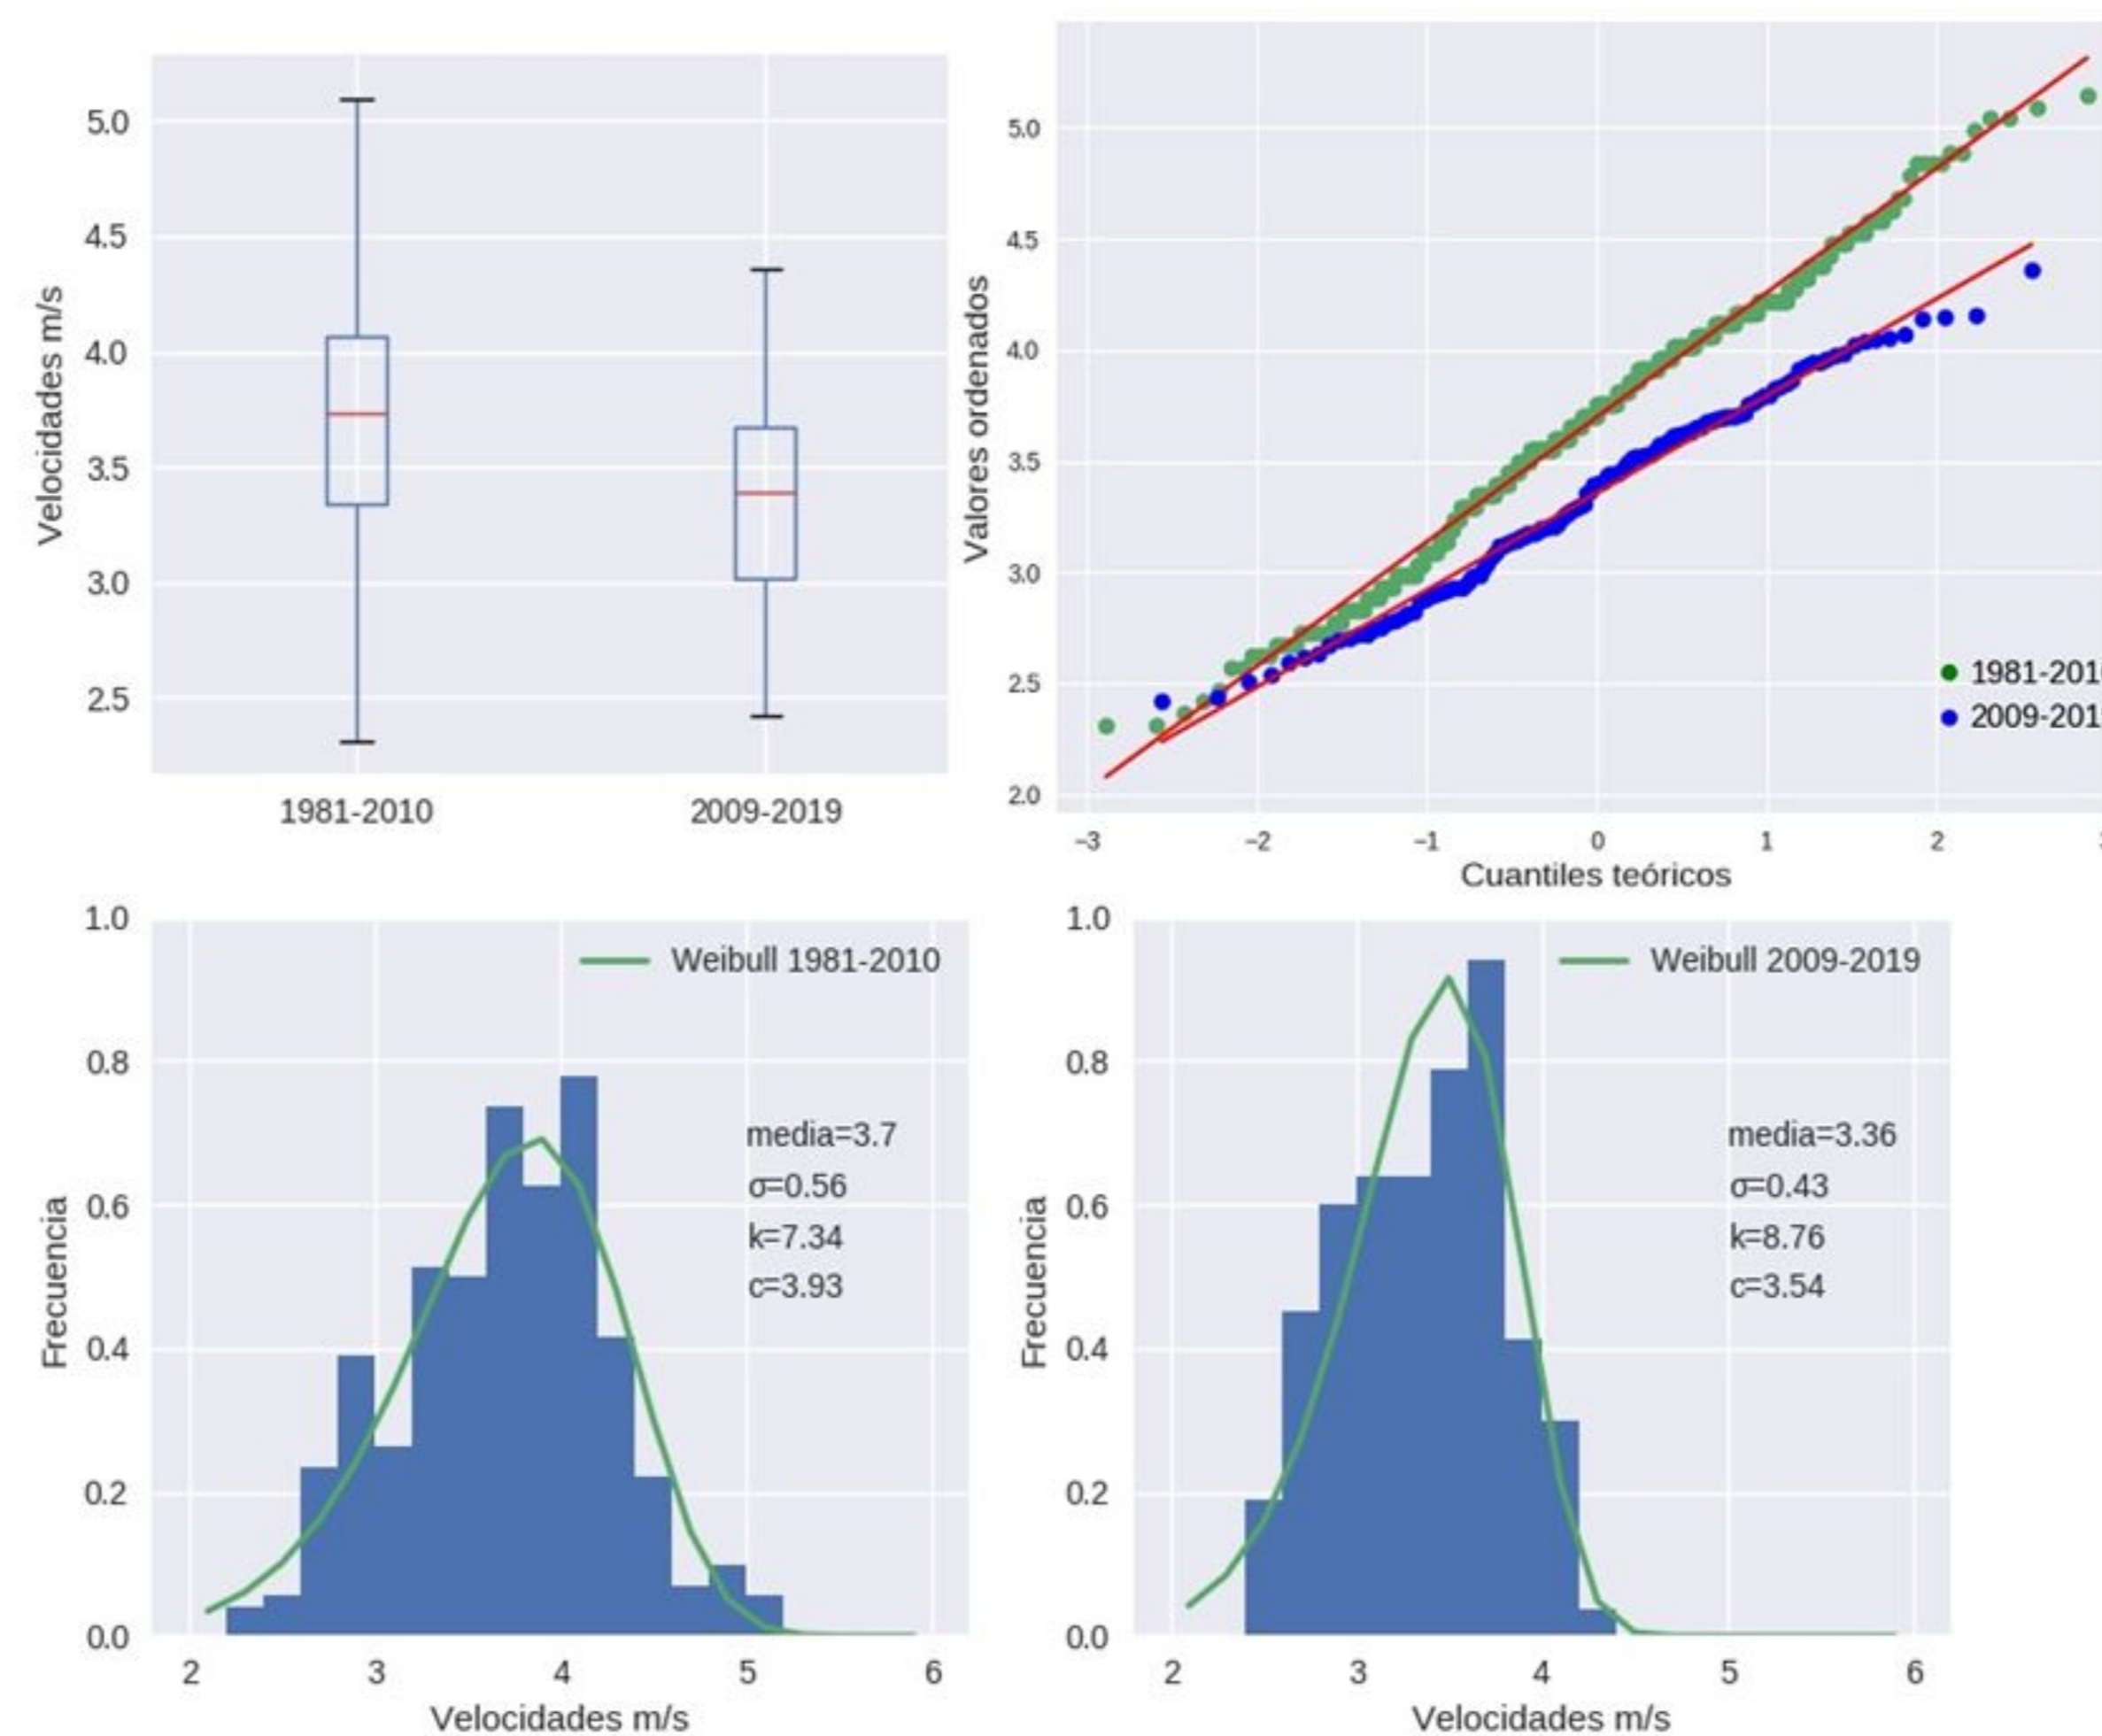 5.0
4.5
4.0
3.5
3.0
2.5
Velocidades m/s
1981-2010
2009-2019
5.0
4.5
4.0
3.5
3.0
2.5
2.0
Valores ordenados
1981-201
2009-201
−3
−2
−1
0
1
2
Cuantiles teóricos
1.0
0.8
0.6
0.4
0.2
0.0
Frecuencia
Weibull 1981-2010
media=3.7
σ=0.56
k=7.34
c=3.93
2
3
4
5
6
Velocidades m/s
1.0
0.8
0.6
0.4
0.2
0.0
Frecuencia
Weibull 2009-2019
media=3.36
σ=0.43
k=8.76
c=3.54
2
3
4
5
6
Velocidades m/s